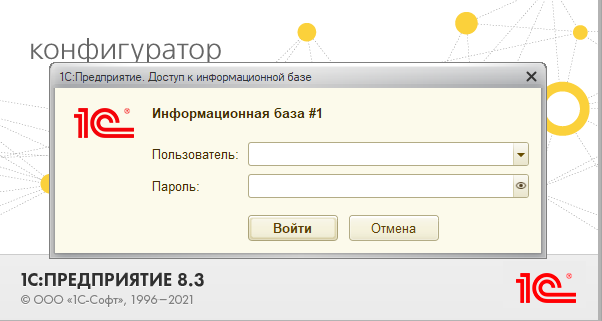 конфигуратор
1С:Предприятие. Доступ к информационной базе
1С®
Информационная база #1
Пользователь:
Пароль:
Войти
Отмена
1С:ПРЕДПРИЯТИЕ 8.3
© ООО «1С-Софт», 1996–2021
1С®